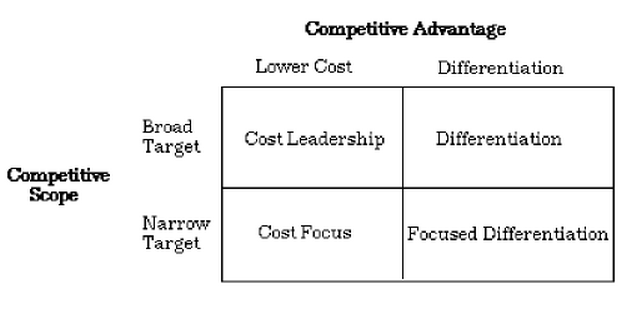 Competitive Advantage
Lower Cost
Differentiation
Broad
Target
Cost Leadership
Differentiation
Competitive
Scope
Narrow
Target
Cost Focus
Focused Differentiation